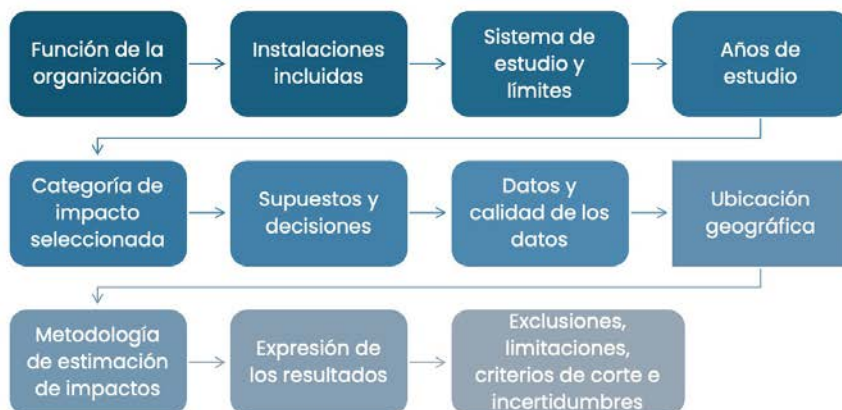 Función de la
organización
Instalaciones
incluidas
Sistema de
estudio y
límites
Años de
estudio
Categoría de
impacto
seleccionada
Supuestos y
decisiones
Datos y
calidad de los
datos
Ubicación
geográfica
Metodología
de estimación
de impactos
Expresión de
los resultados
Exclusiones,
limitaciones,
criterios de corte e
incertidumbres